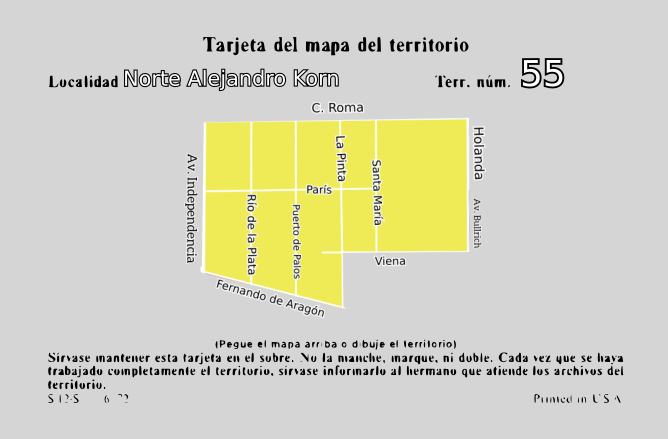 Tarjeta del mapa del territorio
Localidad Norte Alejandro Korn Terr. núm. 55
C. Roma
Holanda
La Pinta
Av. Independencia
Santa María
París
Río de la Plata
Puerto de Palos
Av. Bullrich
Viena
Fernando de Aragón
(Pegue el mapa arriba o dibuje el territorio)
Sírvase mantener esta tarjeta en el sobre. No la manche, marque, ni doble. Cada vez que se haya
trabajado completamente el territorio, sírvase informarlo al hermano que atiende los archivos del
territorio.
S-12-S 6-72 Printed in U.S.A.